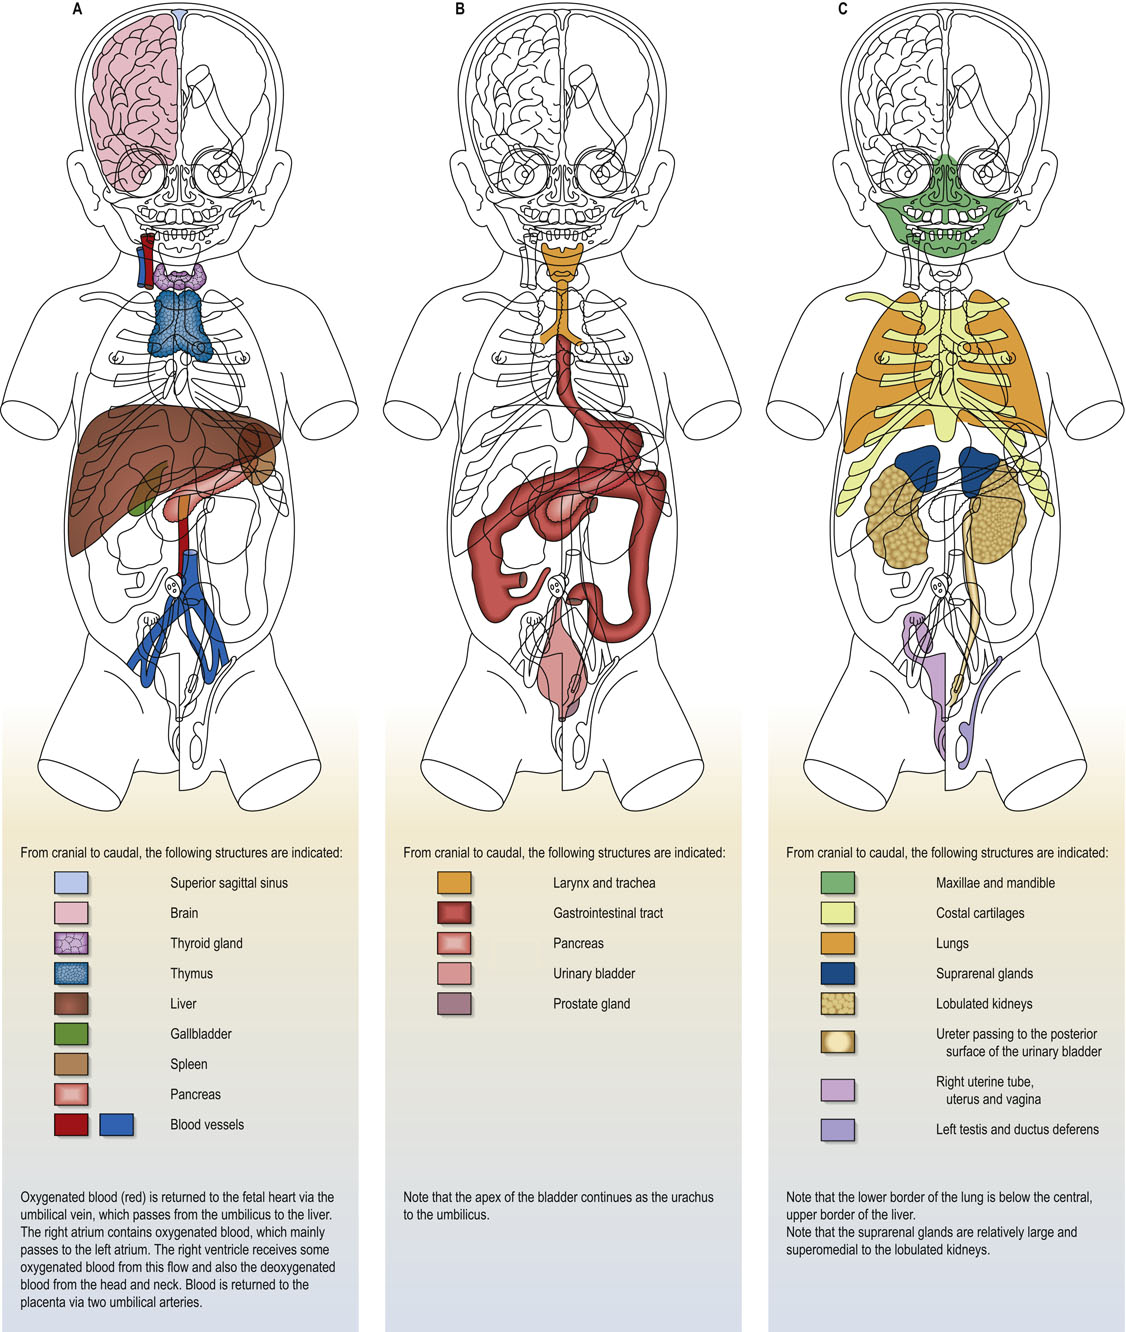 A
From cranial to caudal, the following structures are indicated:
Superior sagittal sinus
Brain
Thyroid gland
Thymus
Liver
Gallbladder
Spleen
Pancreas
Blood vessels
Oxygenated blood (red) is returned to the fetal heart via the
umbilical vein, which passes from the umbilicus to the liver.
The right atrium contains oxygenated blood, which mainly
passes to the left atrium. The right ventricle receives some
oxygenated blood from this flow and also the deoxygenated
blood from the head and neck. Blood is returned to the
placenta via two umbilical arteries.
B
From cranial to caudal, the following structures are indicated:
Larynx and trachea
Gastrointestinal tract
Pancreas
Urinary bladder
Prostate gland
Note that the apex of the bladder continues as the urachus
to the umbilicus.
C
From cranial to caudal, the following structures are indicated:
Maxillae and mandible
Costal cartilages
Lungs
Suprarenal glands
Lobulated kidneys
Ureter passing to the posterior
surface of the urinary bladder
Right uterine tube,
uterus and vagina
Left testis and ductus deferens
Note that the lower border of the lung is below the central,
upper border of the liver.
Note that the suprarenal glands are relatively large and
superomedial to the lobulated kidneys.